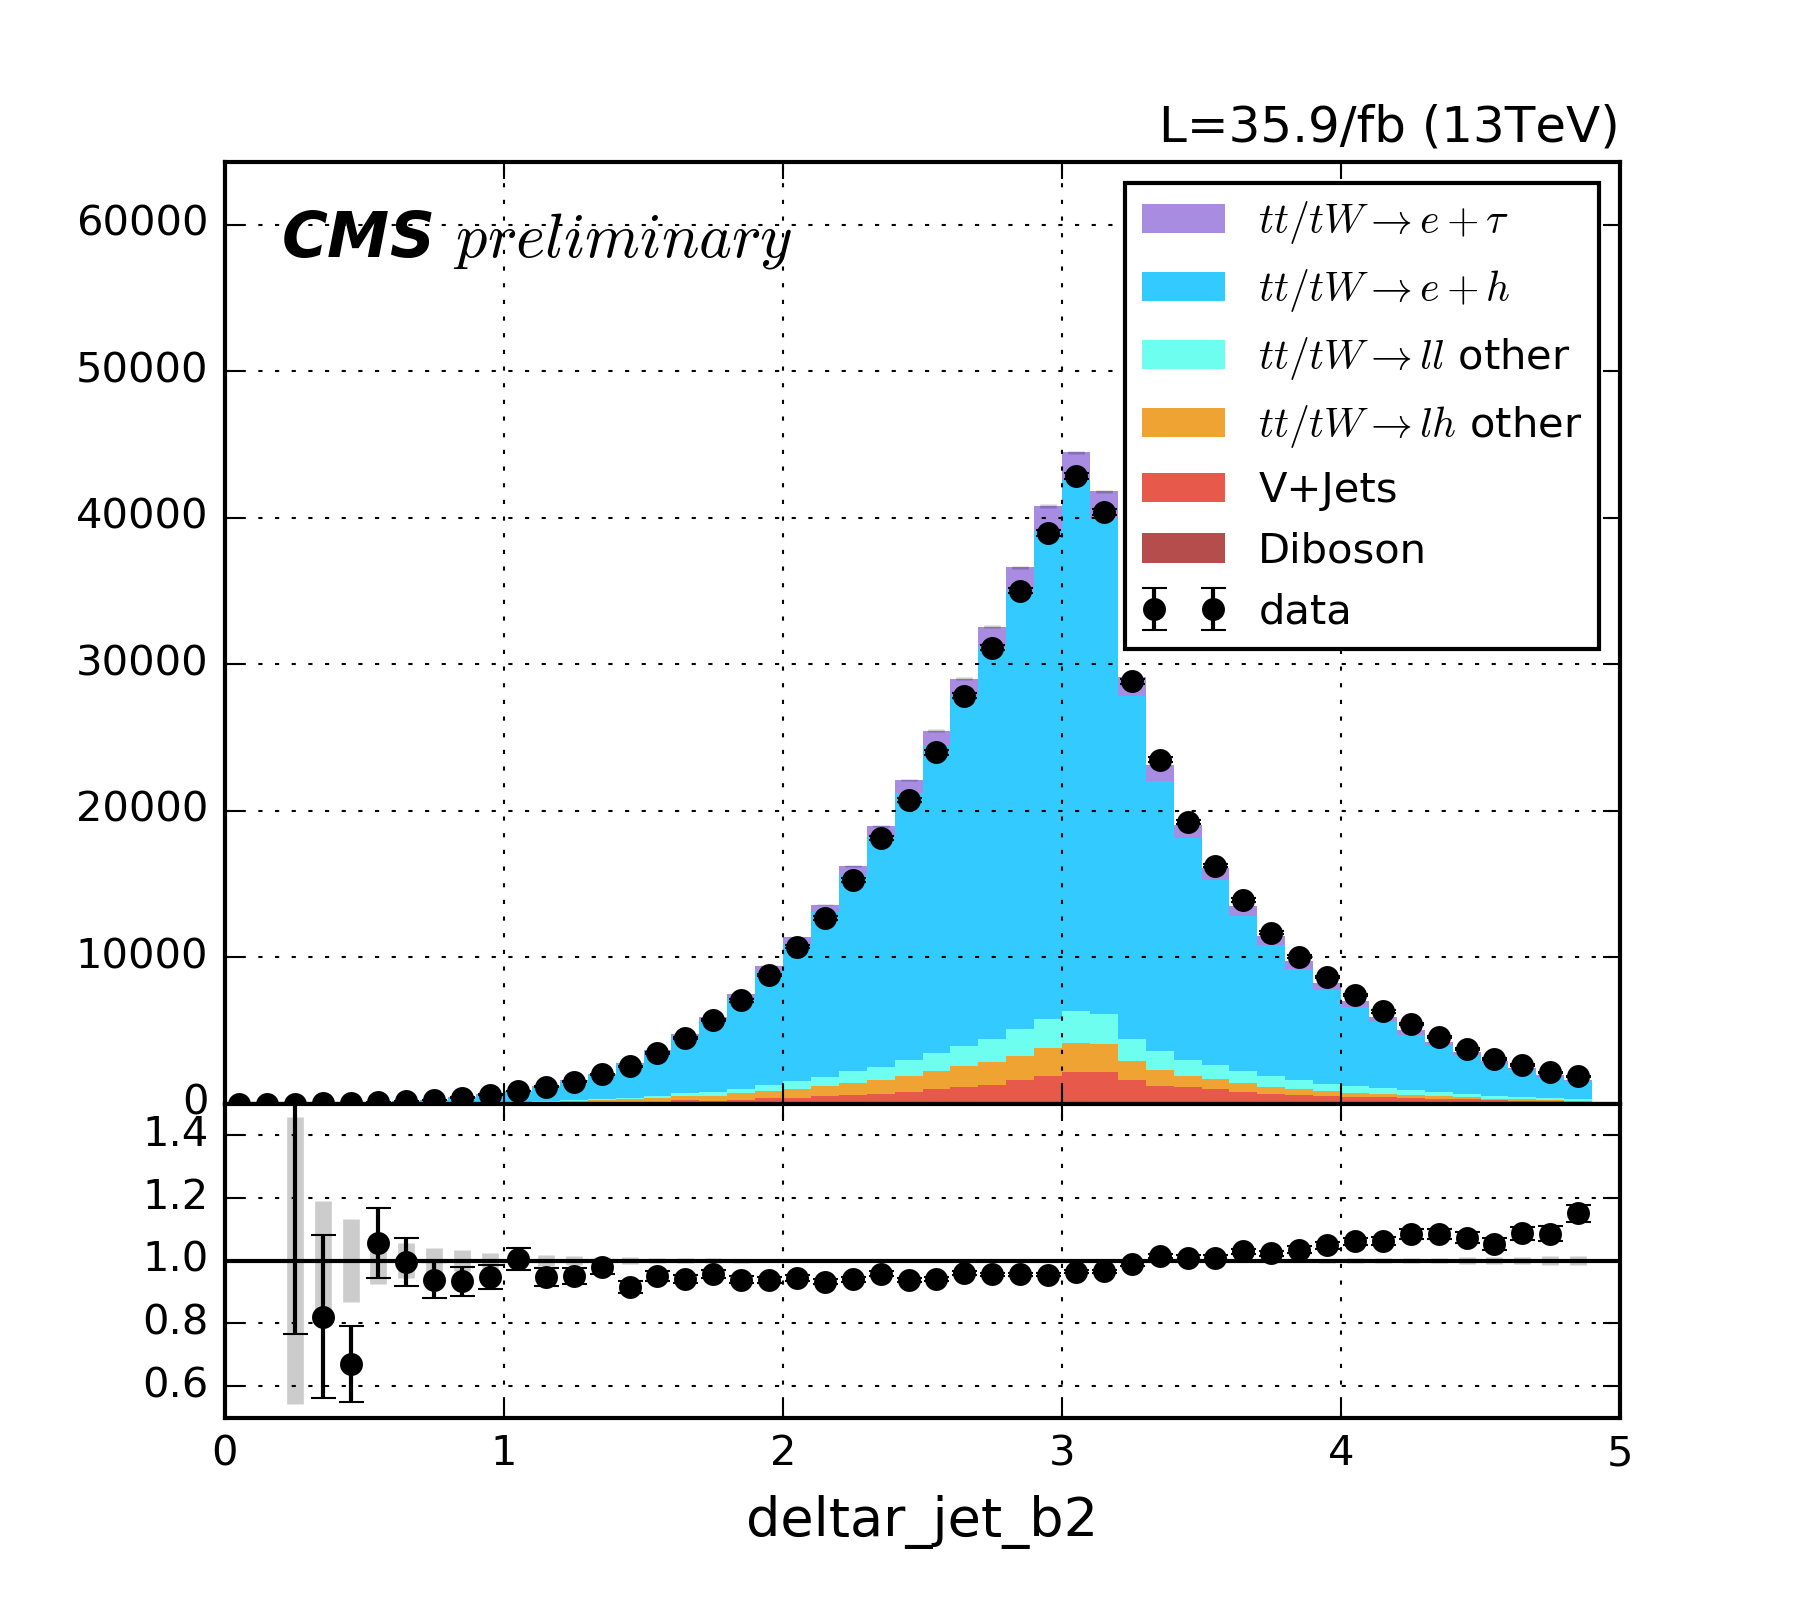 L=35.9/fb (13TeV)
CMS preliminary
60000
50000
40000
30000
20000
10000
0
tt/tW→e+τ
tt/tW→e+h
tt/tW→ll other
tt/tW→lh other
V+Jets
Diboson
data
1.4
1.2
1.0
0.8
0.6
0 1 2 3 4 5
deltar_jet_b2